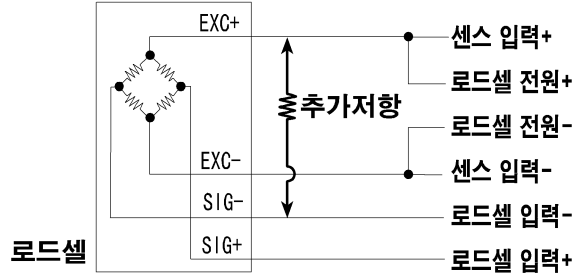 EXC+
센스 입력+
로드셀 전원+
추가저항
로드셀 전원-
EXC-
센스 입력-
SIG-
로드셀 입력-
로드셀
SIG+
로드셀 입력+